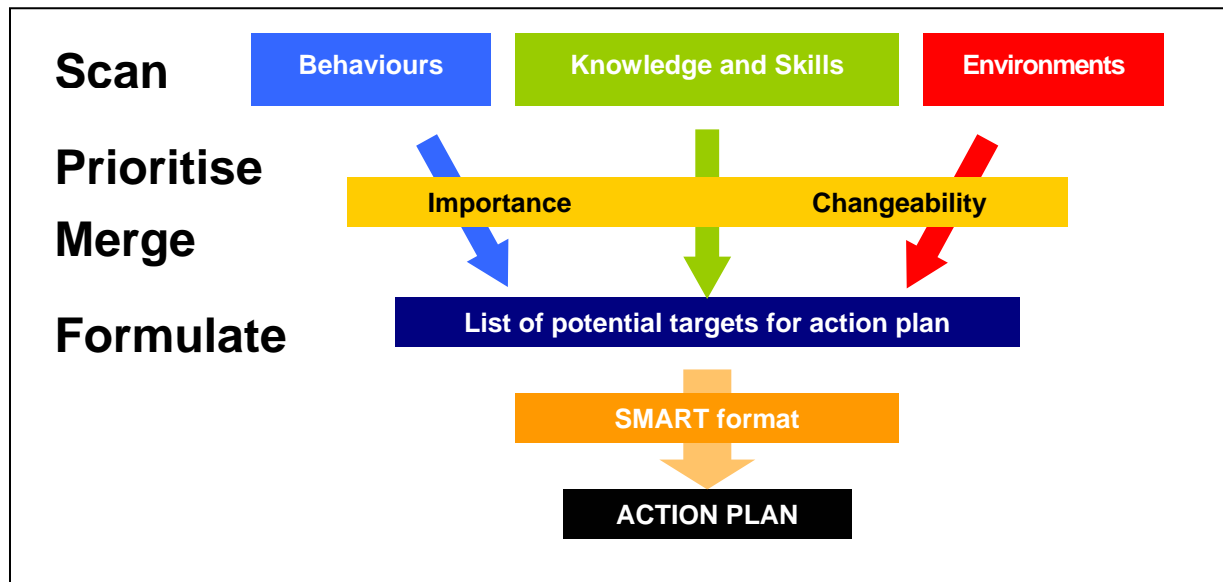 Scan
Behaviours
Knowledge and Skills
Environments
Prioritise
Importance
Changeability
Merge
List of potential targets for action plan
Formulate
SMART format
ACTION PLAN